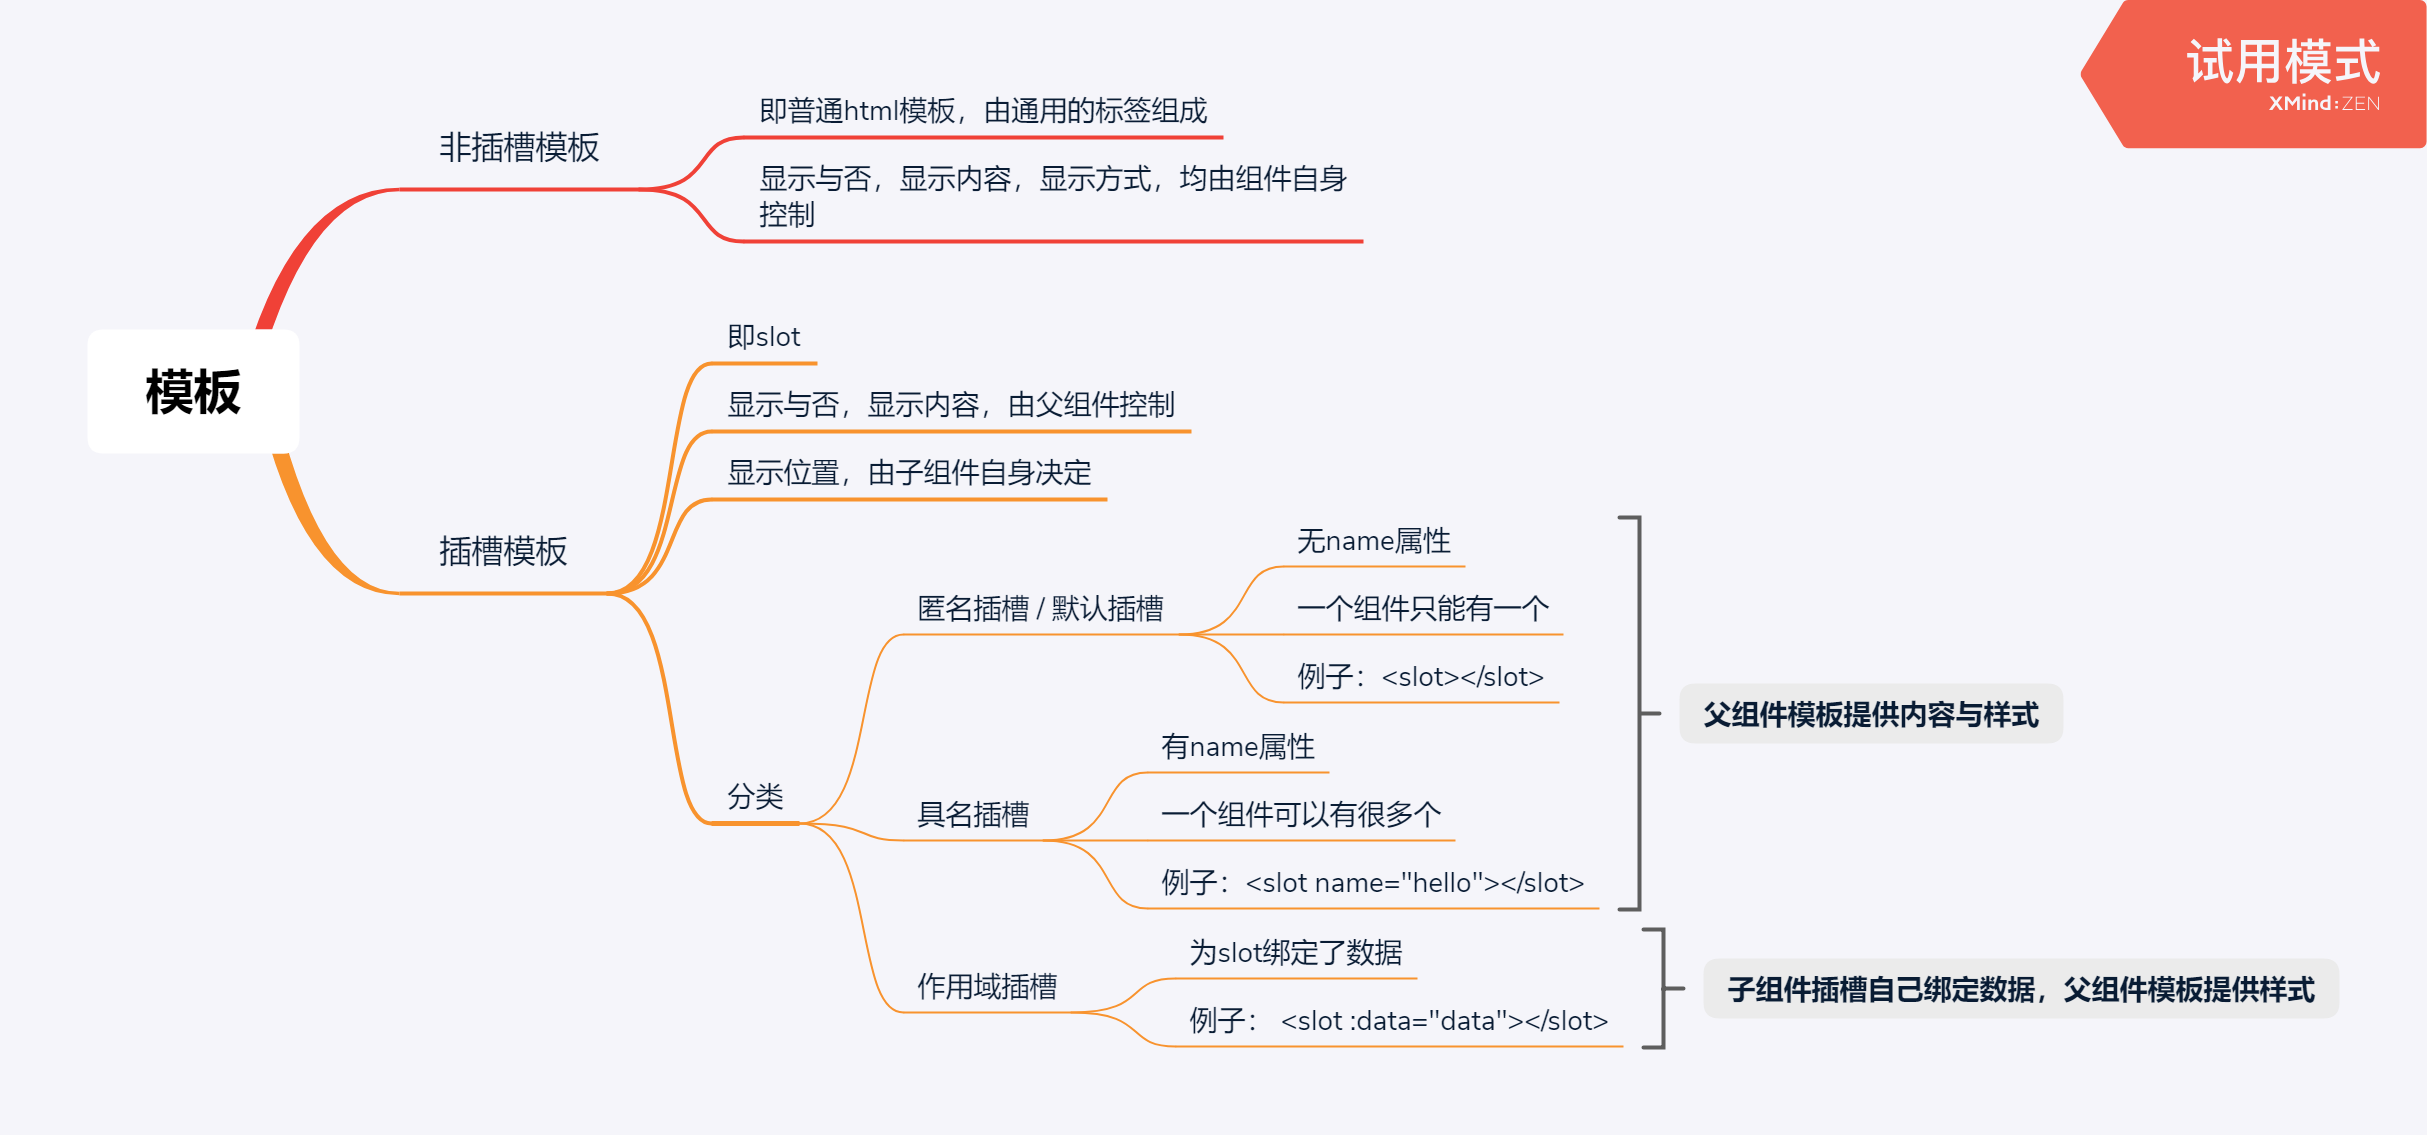 试用模式
XMind:ZEN
模板
非插槽模板
即普通html模板，由通用的标签组成
显示与否，显示内容，显示方式，均由组件自身
控制
插槽模板
即slot
显示与否，显示内容，由父组件控制
显示位置，由子组件自身决定
分类
匿名插槽 / 默认插槽
无name属性
一个组件只能有一个
例子：<slot></slot>
具名插槽
有name属性
一个组件可以有很多个
例子：<slot name="hello"></slot>
父组件模板提供内容与样式
作用域插槽
为slot绑定了数据
例子： <slot :data="data"></slot>
子组件插槽自己绑定数据，父组件模板提供样式